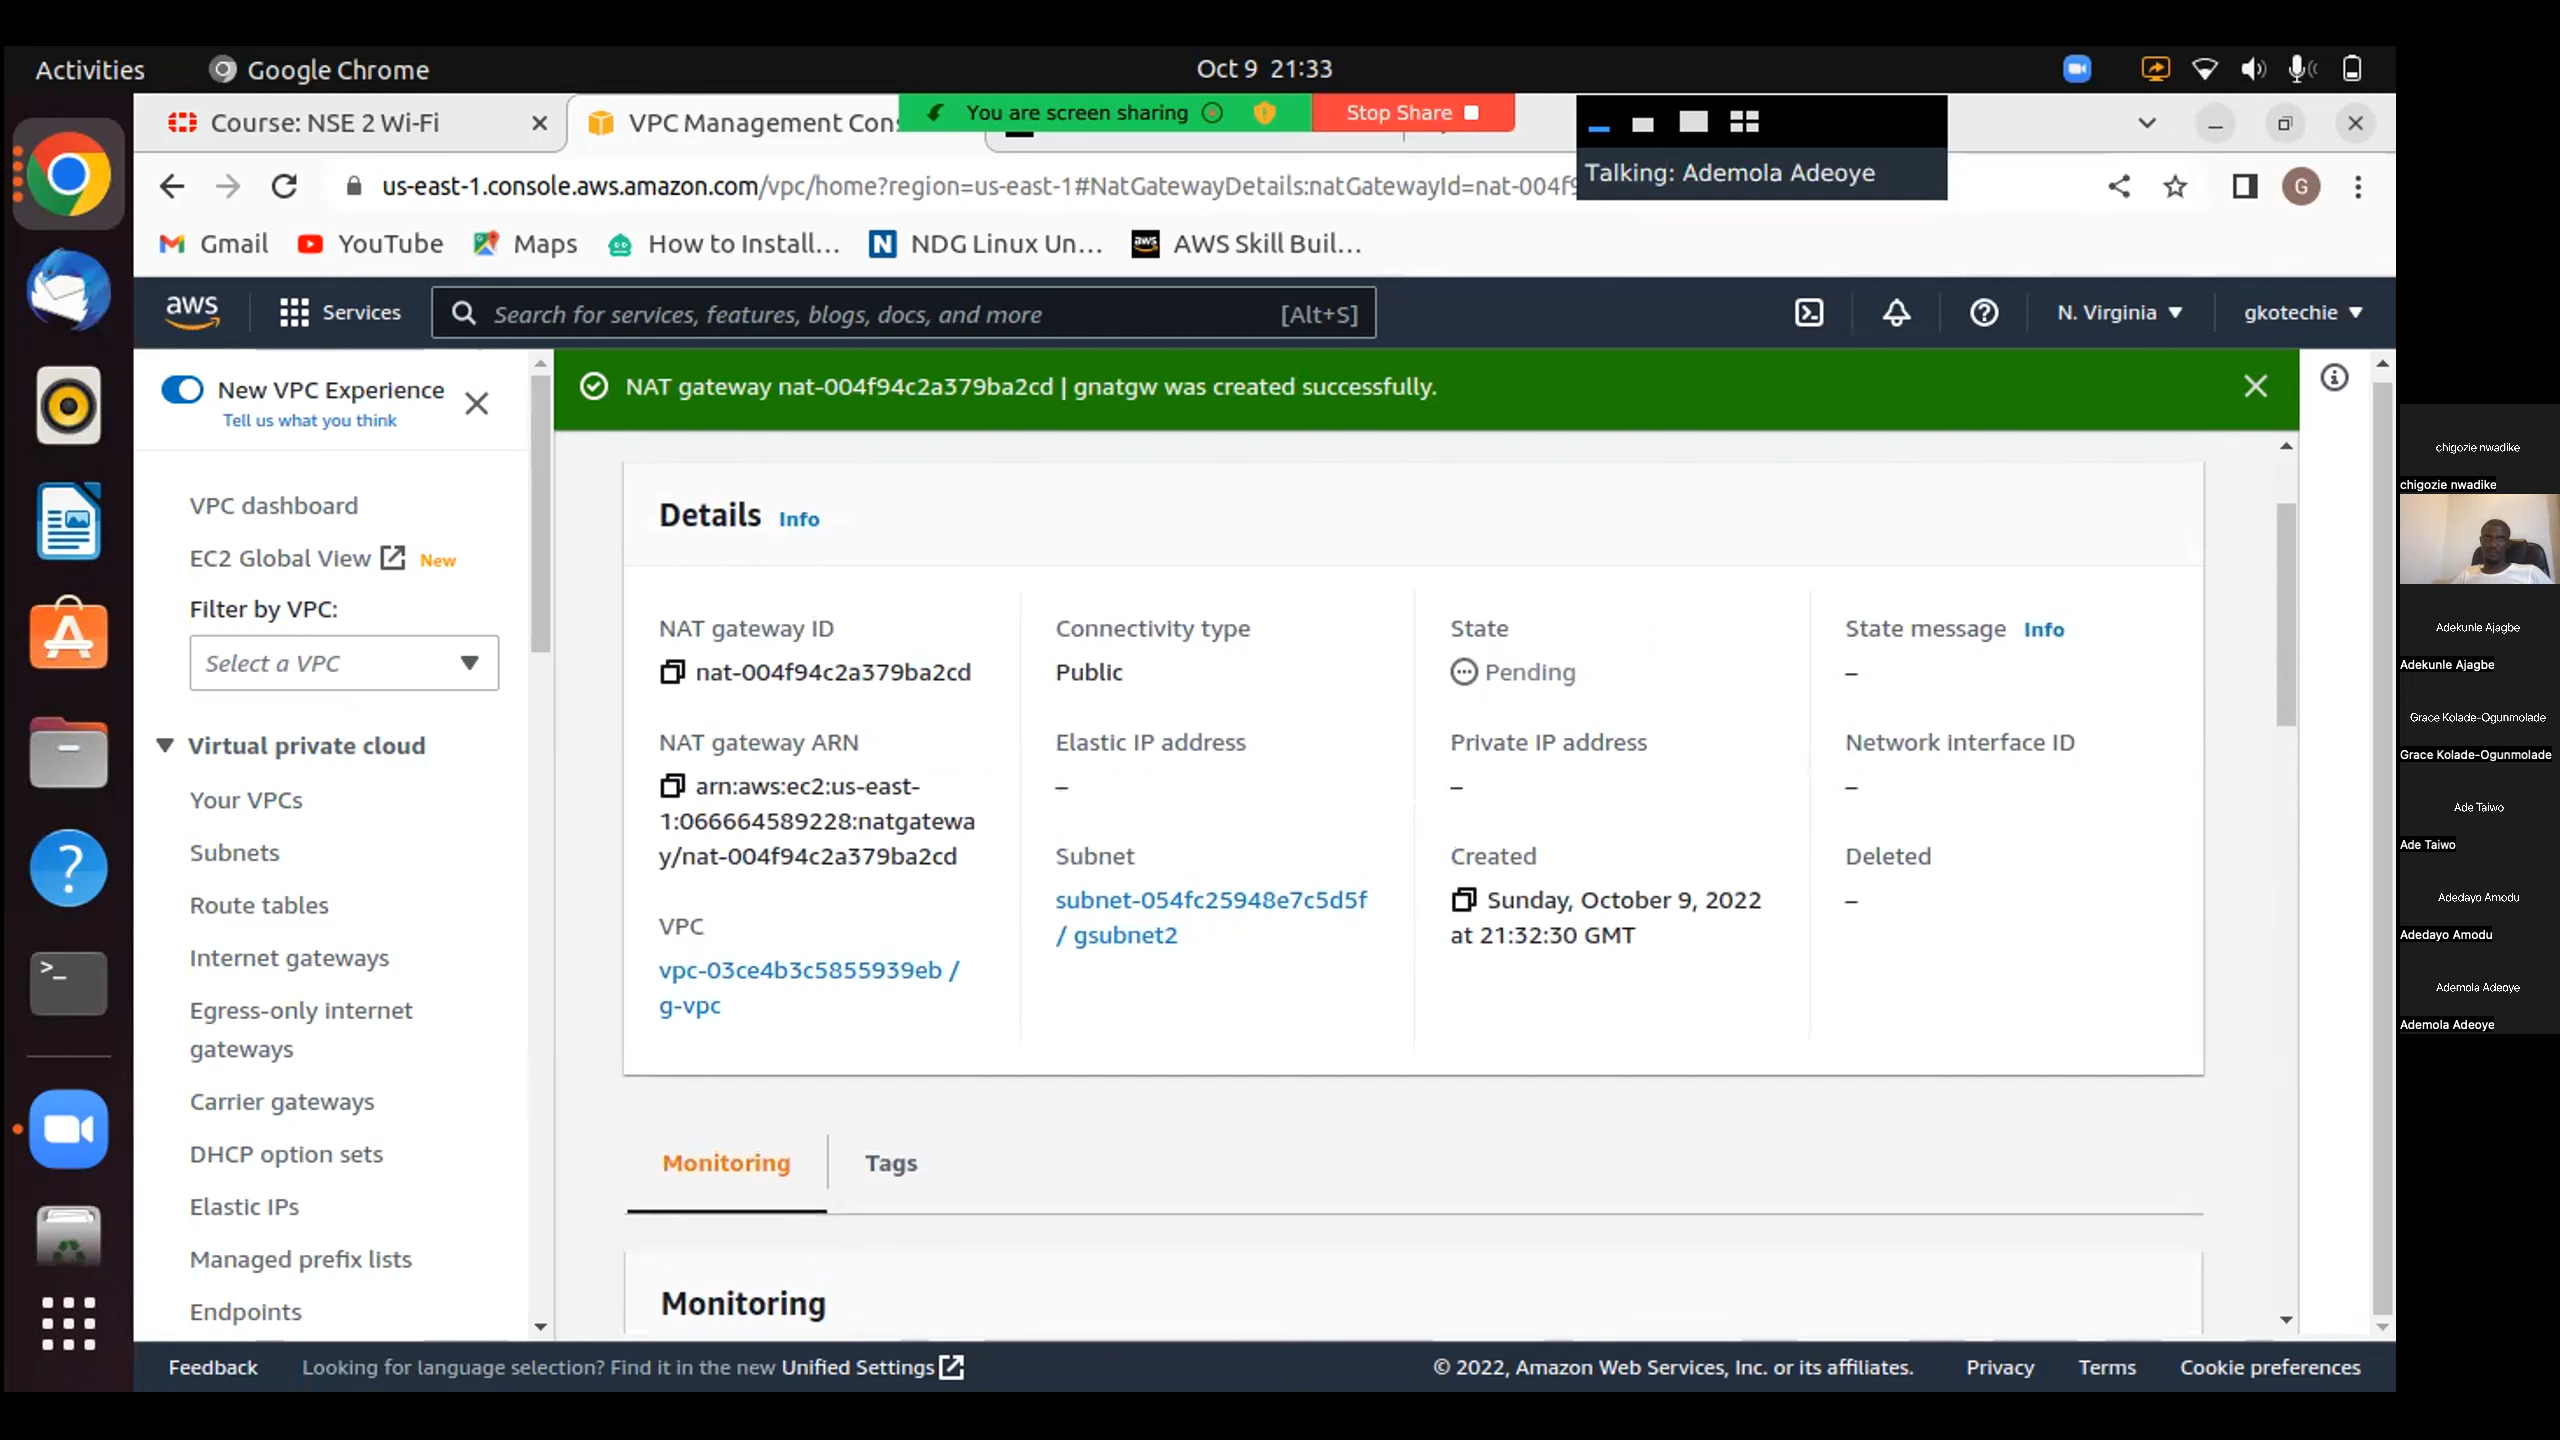 Activities
Google Chrome
Oct 9 21:33
Course: NSE 2 Wi-Fi
VPC Management Con
You are screen sharing
Stop Share
Talking: Ademola Adeoye
us-east-1.console.aws.amazon.com/vpc/home?region=us-east-1#NatGatewayDetails:natGatewayId=nat-004f9
G
Gmail
YouTube
Maps
How to Install…
N
NDG Linux Un…
aws
AWS Skill Buil…
aws
Services
Search for services, features, blogs, docs, and more
[Alt+S]
N. Virginia
gkotechie
New VPC Experience
Tell us what you think
NAT gateway nat-004f94c2a379ba2cd | gnatgw was created successfully.
VPC dashboard
EC2 Global View
New
Filter by VPC:
Select a VPC
Virtual private cloud
Your VPCs
Subnets
Route tables
Internet gateways
Egress-only internet
gateways
Carrier gateways
DHCP option sets
Elastic IPs
Managed prefix lists
Endpoints
Details
Info
NAT gateway ID
nat-004f94c2a379ba2cd
Connectivity type
Public
State
Pending
State message
Info
–
NAT gateway ARN
arn:aws:ec2:us-east-
1:066664589228:natgatewa
y/nat-004f94c2a379ba2cd
Elastic IP address
–
Private IP address
–
Network interface ID
–
VPC
vpc-03ce4b3c5855939eb /
g-vpc
Subnet
subnet-054fc25948e7c5d5f
/ gsubnet2
Created
Sunday, October 9, 2022
at 21:32:30 GMT
Deleted
–
Monitoring
Tags
Monitoring
Feedback
Looking for language selection? Find it in the new Unified Settings
© 2022, Amazon Web Services, Inc. or its affiliates.
Privacy
Terms
Cookie preferences
chigozie nwadike
chigozie nwadike
Adekunle Ajagbe
Adekunle Ajagbe
Grace Kolade-Ogunmolade
Grace Kolade-Ogunmolade
Ade Taiwo
Ade Taiwo
Adedayo Amodu
Adedayo Amodu
Ademola Adeoye
Ademola Adeoye